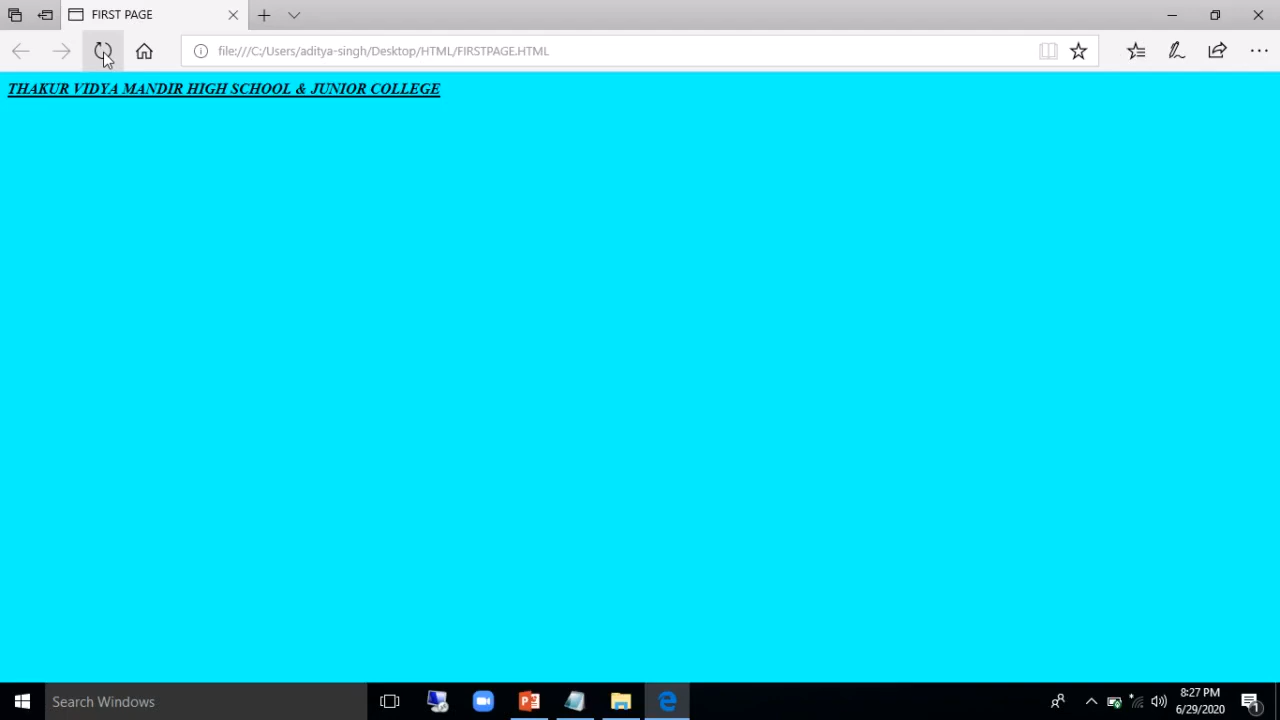 FIRST PAGE
file:///C:/Users/aditya-singh/Desktop/HTML/FIRSTPAGE.HTML
THAKUR VIDYA MANDIR HIGH SCHOOL & JUNIOR COLLEGE
Search Windows
8:27 PM
6/29/2020
1